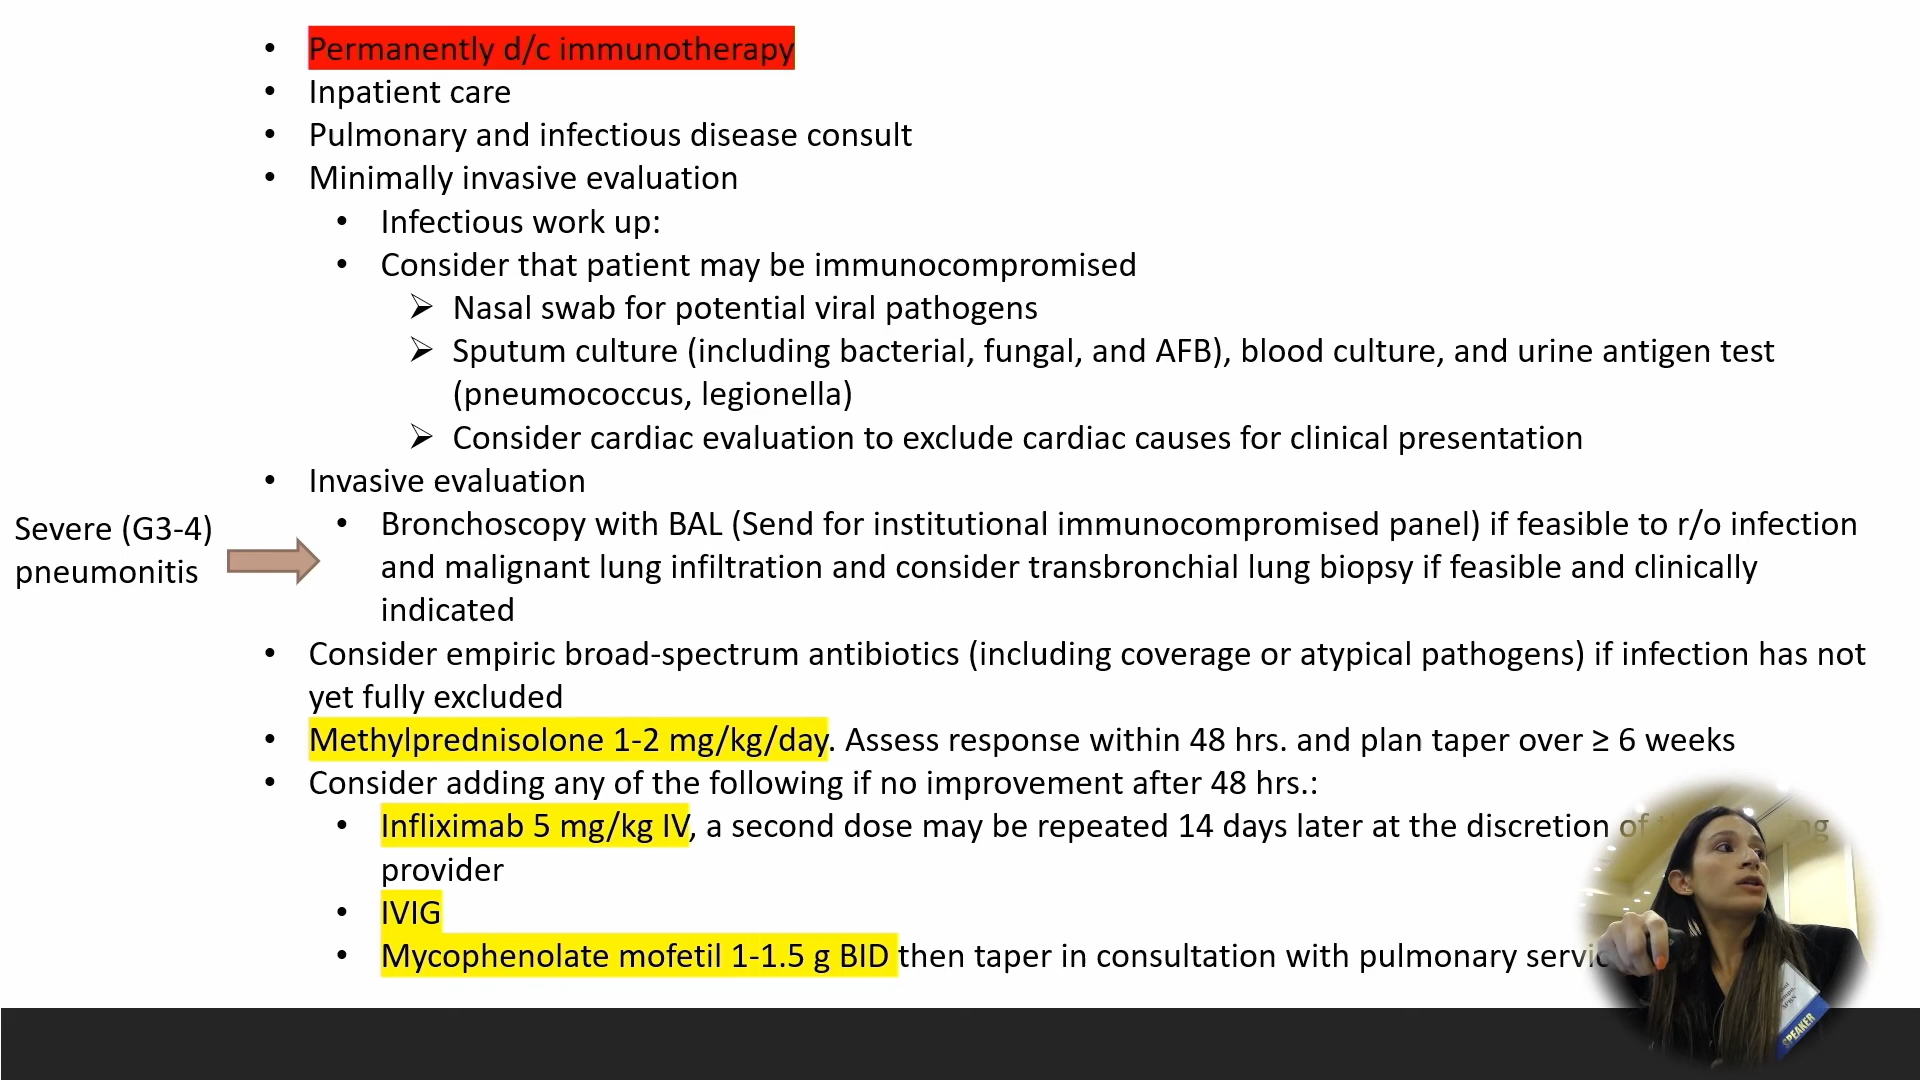 • Permanently d/c immunotherapy
• Inpatient care
• Pulmonary and infectious disease consult
• Minimally invasive evaluation
• Infectious work up:
• Consider that patient may be immunocompromised
➢ Nasal swab for potential viral pathogens
➢ Sputum culture (including bacterial, fungal, and AFB), blood culture, and urine antigen test
(pneumococcus, legionella)
➢ Consider cardiac evaluation to exclude cardiac causes for clinical presentation
• Invasive evaluation
Severe (G3-4)
pneumonitis
• Bronchoscopy with BAL (Send for institutional immunocompromised panel) if feasible to r/o infection
and malignant lung infiltration and consider transbronchial lung biopsy if feasible and clinically
indicated
• Consider empiric broad-spectrum antibiotics (including coverage or atypical pathogens) if infection has not
yet fully excluded
• Methylprednisolone 1-2 mg/kg/day. Assess response within 48 hrs. and plan taper over ≥ 6 weeks
• Consider adding any of the following if no improvement after 48 hrs.:
• Infliximab 5 mg/kg IV, a second dose may be repeated 14 days later at the discretion of
provider
• IVIG
• Mycophenolate mofetil 1-1.5 g BID then taper in consultation with pulmonary
SPEAKER